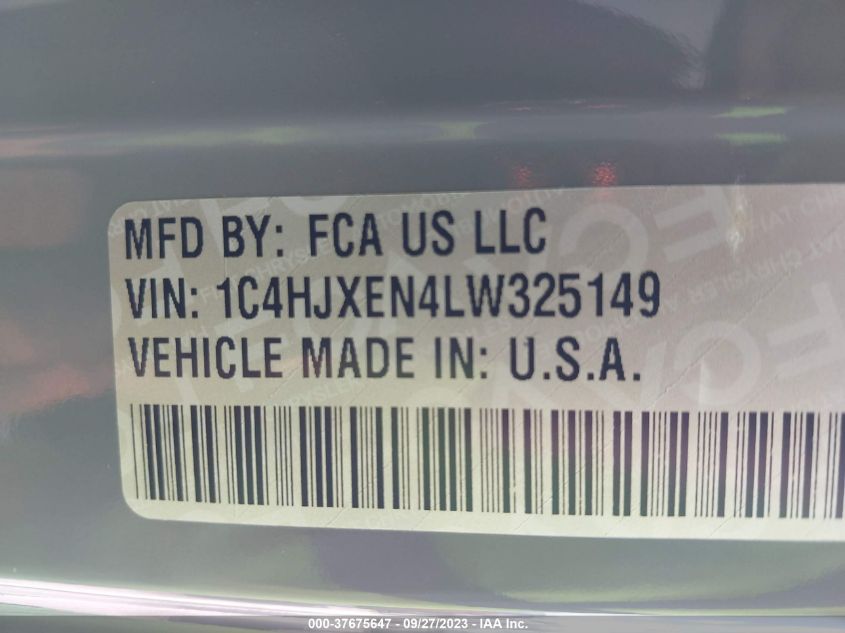 MFD BY: FCA US LLC
VIN: 1C4HJXEN4LW325149
VEHICLE MADE IN: U.S.A.
000-37675647 - 09/27/2023 - IAA Inc.